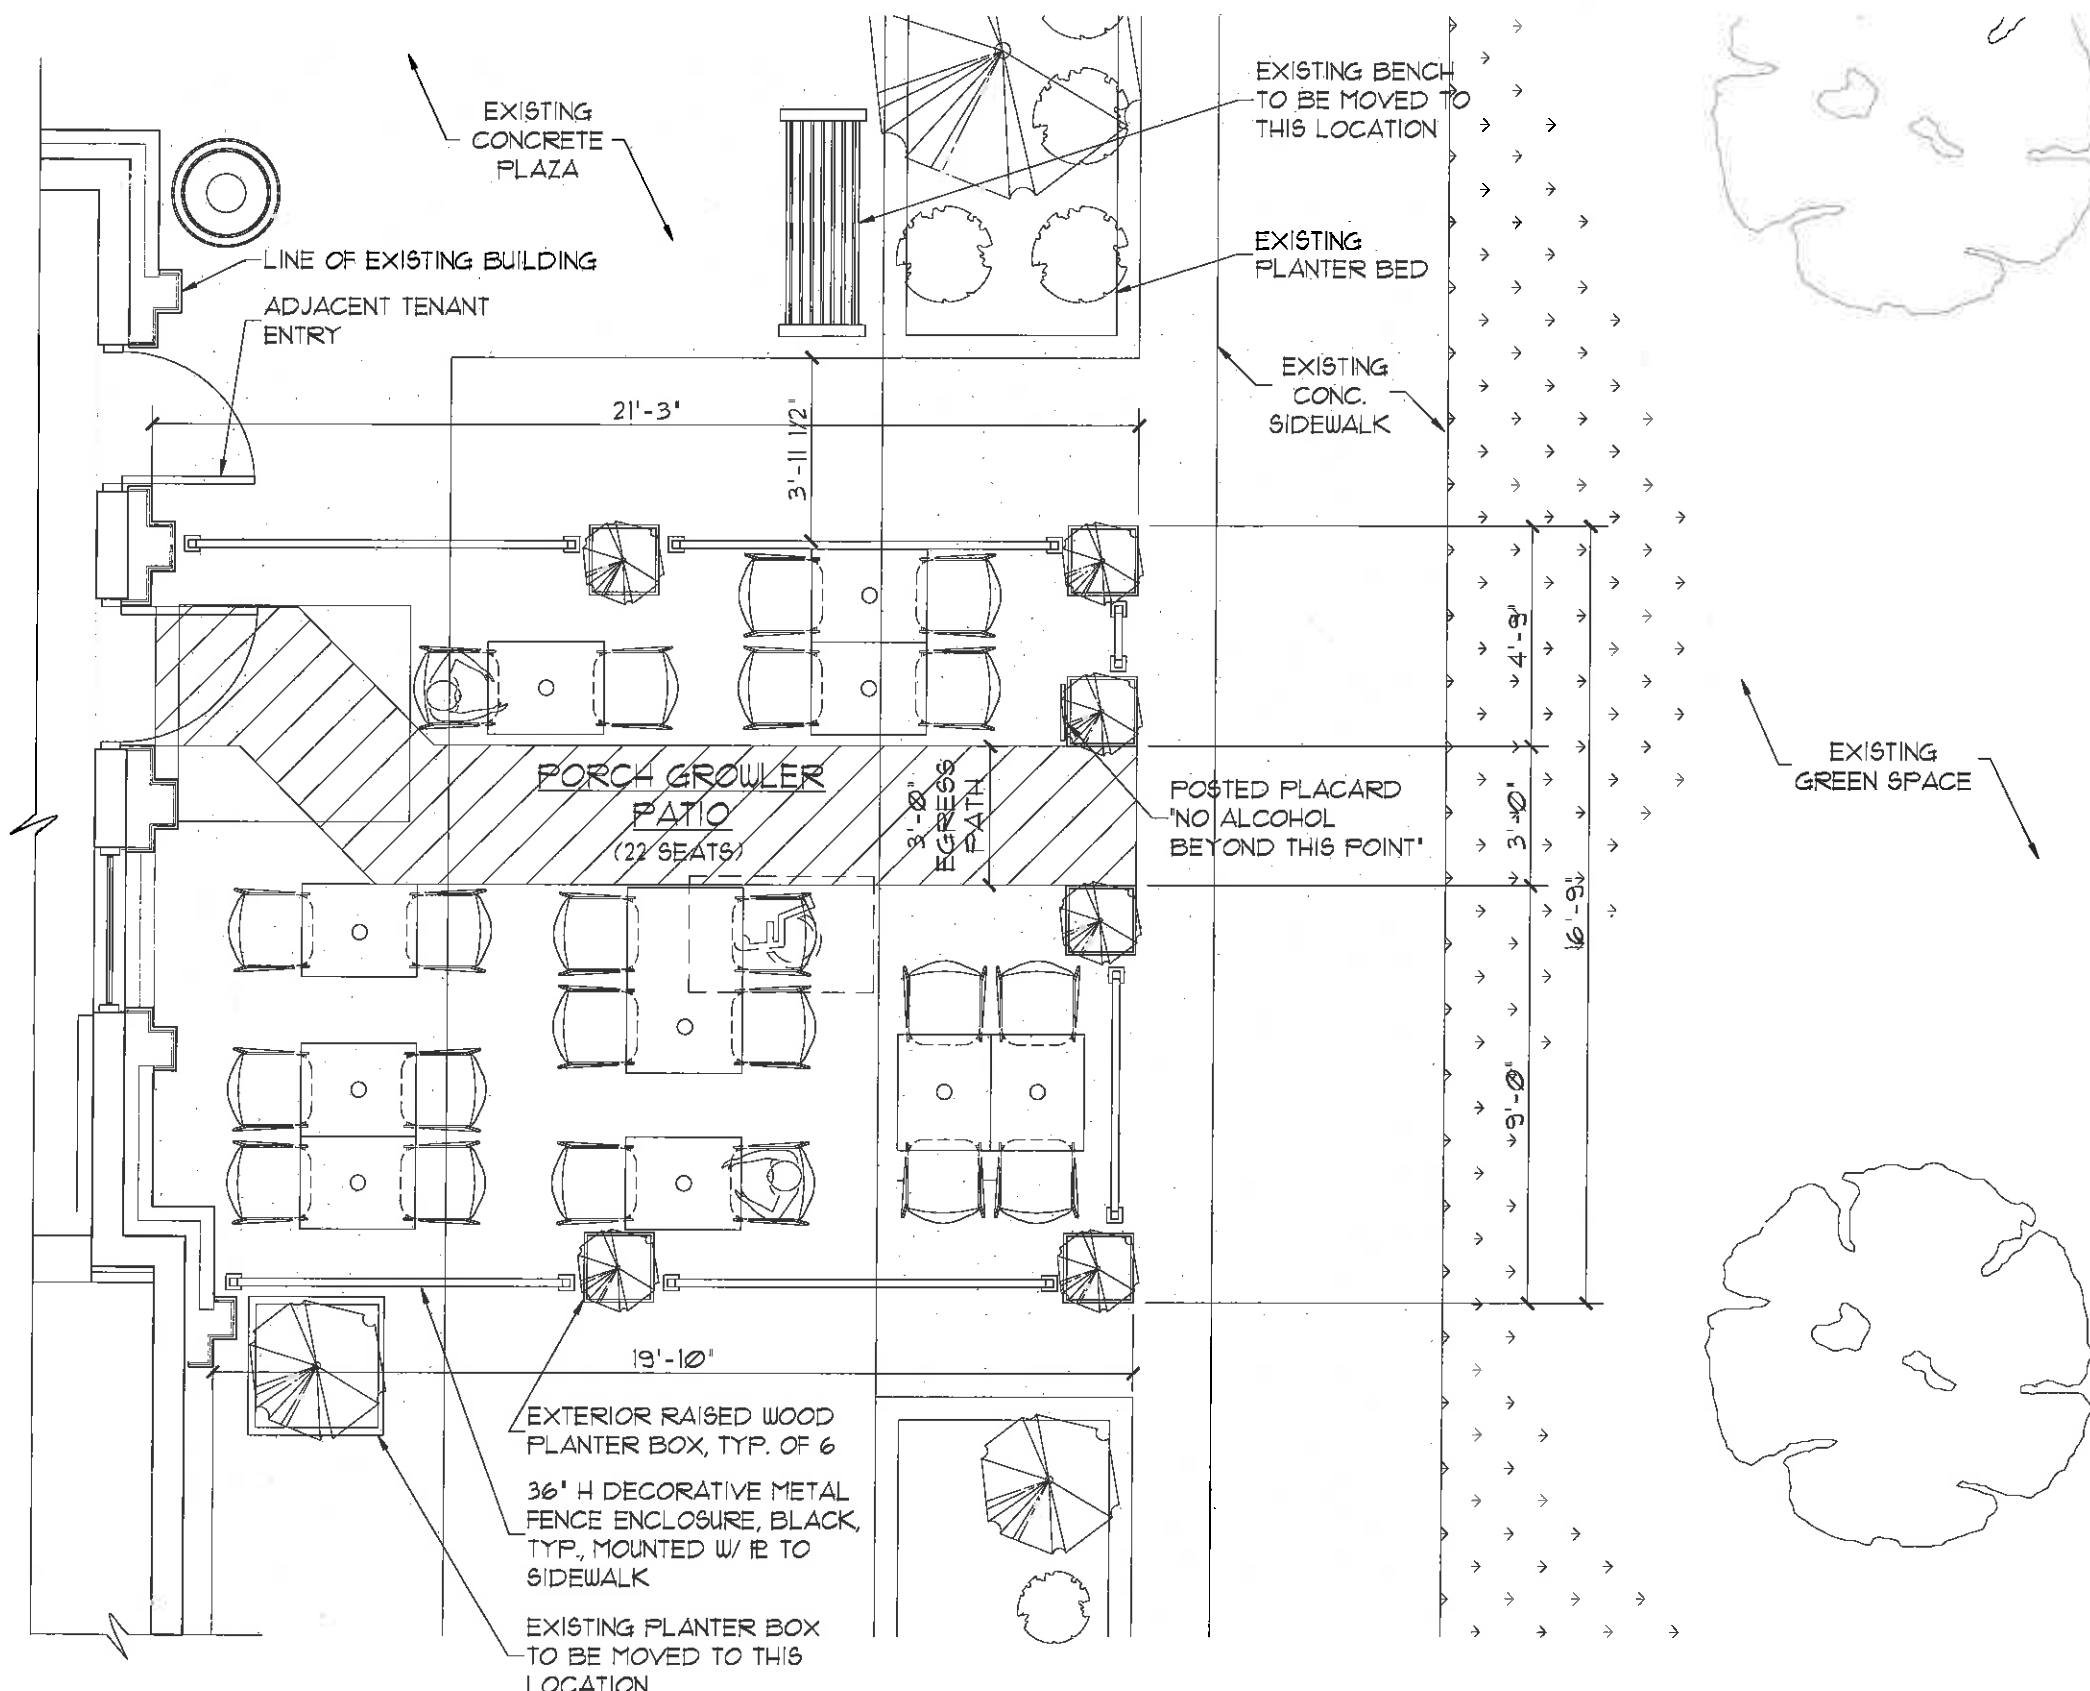 EXISTING
CONCRETE
PLAZA
EXISTING BENCH
TO BE MOVED TO
THIS LOCATION
LINE OF EXISTING BUILDING
ADJACENT TENANT
ENTRY
EXISTING
PLANTER BED
EXISTING
CONC.
SIDEWALK
21'-3"
3'-11 1/2"
4'-9"
3'-0"
16'-9"
9'-0"
EXISTING
GREEN SPACE
PORCH GROWLER
PATIO
(22 SEATS)
3'-0"
EGRESS
PATH
POSTED PLACARD
"NO ALCOHOL
BEYOND THIS POINT"
19'-10"
EXTERIOR RAISED WOOD
PLANTER BOX, TYP. OF 6
36" H DECORATIVE METAL
FENCE ENCLOSURE, BLACK,
TYP., MOUNTED W/ PL TO
SIDEWALK
EXISTING PLANTER BOX
TO BE MOVED TO THIS
LOCATION